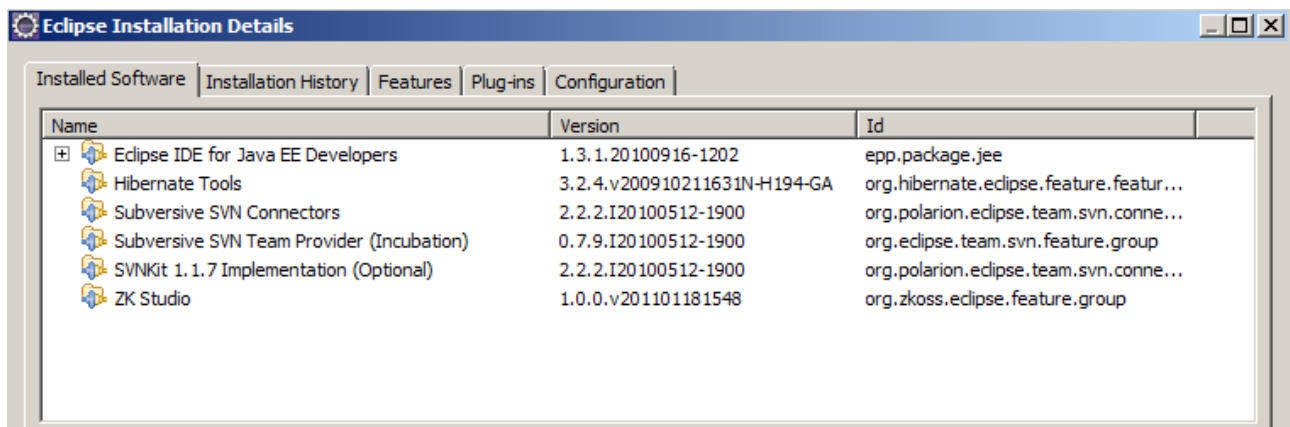 Eclipse Installation Details
Installed Software Installation History Features Plug-ins Configuration
Name Version Id
Eclipse IDE for Java EE Developers 1.3.1.20100916-1202 epp.package.jee
Hibernate Tools 3.2.4.v200910211631N-H194-GA org.hibernate.eclipse.feature.featur...
Subversive SVN Connectors 2.2.2.I20100512-1900 org.polarion.eclipse.team.svn.conne...
Subversive SVN Team Provider (Incubation) 0.7.9.I20100512-1900 org.eclipse.team.svn.feature.group
SVNKit 1.1.7 Implementation (Optional) 2.2.2.I20100512-1900 org.polarion.eclipse.team.svn.conne...
ZK Studio 1.0.0.v201101181548 org.zkoss.eclipse.feature.group